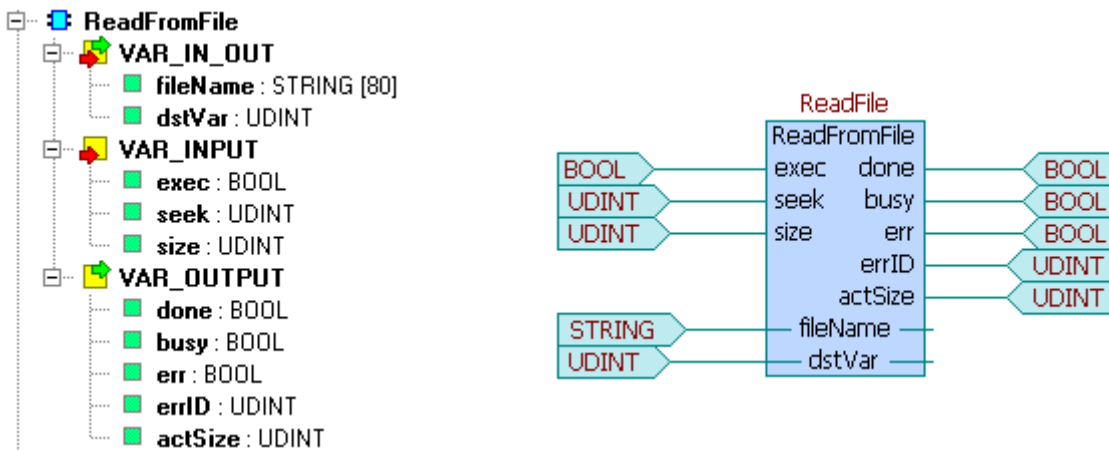 ReadFromFile
VAR_IN_OUT
fileName : STRING [80]
dstVar : UDINT
VAR_INPUT
exec : BOOL
seek : UDINT
size : UDINT
VAR_OUTPUT
done : BOOL
busy : BOOL
err : BOOL
errID : UDINT
actSize : UDINT
ReadFile
ReadFromFile
BOOL exec done BOOL
UDINT seek busy BOOL
UDINT size err BOOL
errID UDINT
actSize UDINT
STRING fileName
UDINT dstVar